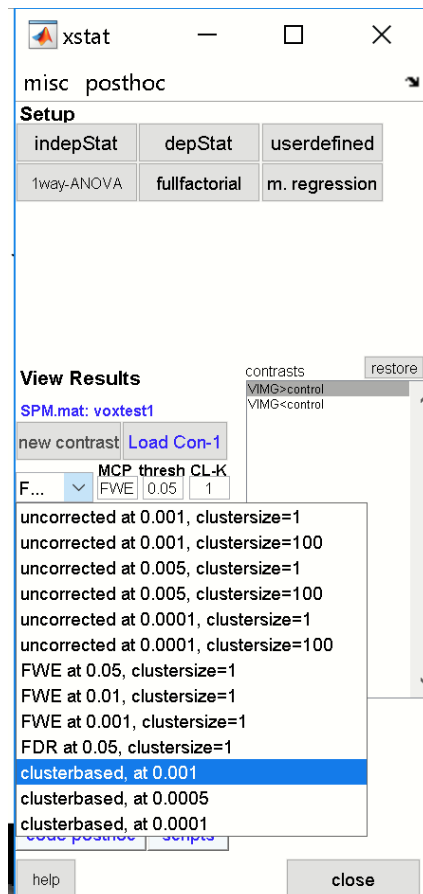 xstat
misc posthoc
Setup
indepStat depStat userdefined
1way-ANOVA fullfactorial m. regression
View Results
contrasts restore
VIMG>control
VIMG<control
SPM.mat: voxtest1
new contrast Load Con-1
MCP thresh CL-K
F... FWE 0.05 1
uncorrected at 0.001, clustersize=1
uncorrected at 0.001, clustersize=100
uncorrected at 0.005, clustersize=1
uncorrected at 0.005, clustersize=100
uncorrected at 0.0001, clustersize=1
uncorrected at 0.0001, clustersize=100
FWE at 0.05, clustersize=1
FWE at 0.01, clustersize=1
FWE at 0.001, clustersize=1
FDR at 0.05, clustersize=1
clusterbased, at 0.001
clusterbased, at 0.0005
clusterbased, at 0.0001
code posthoc scripts
help close